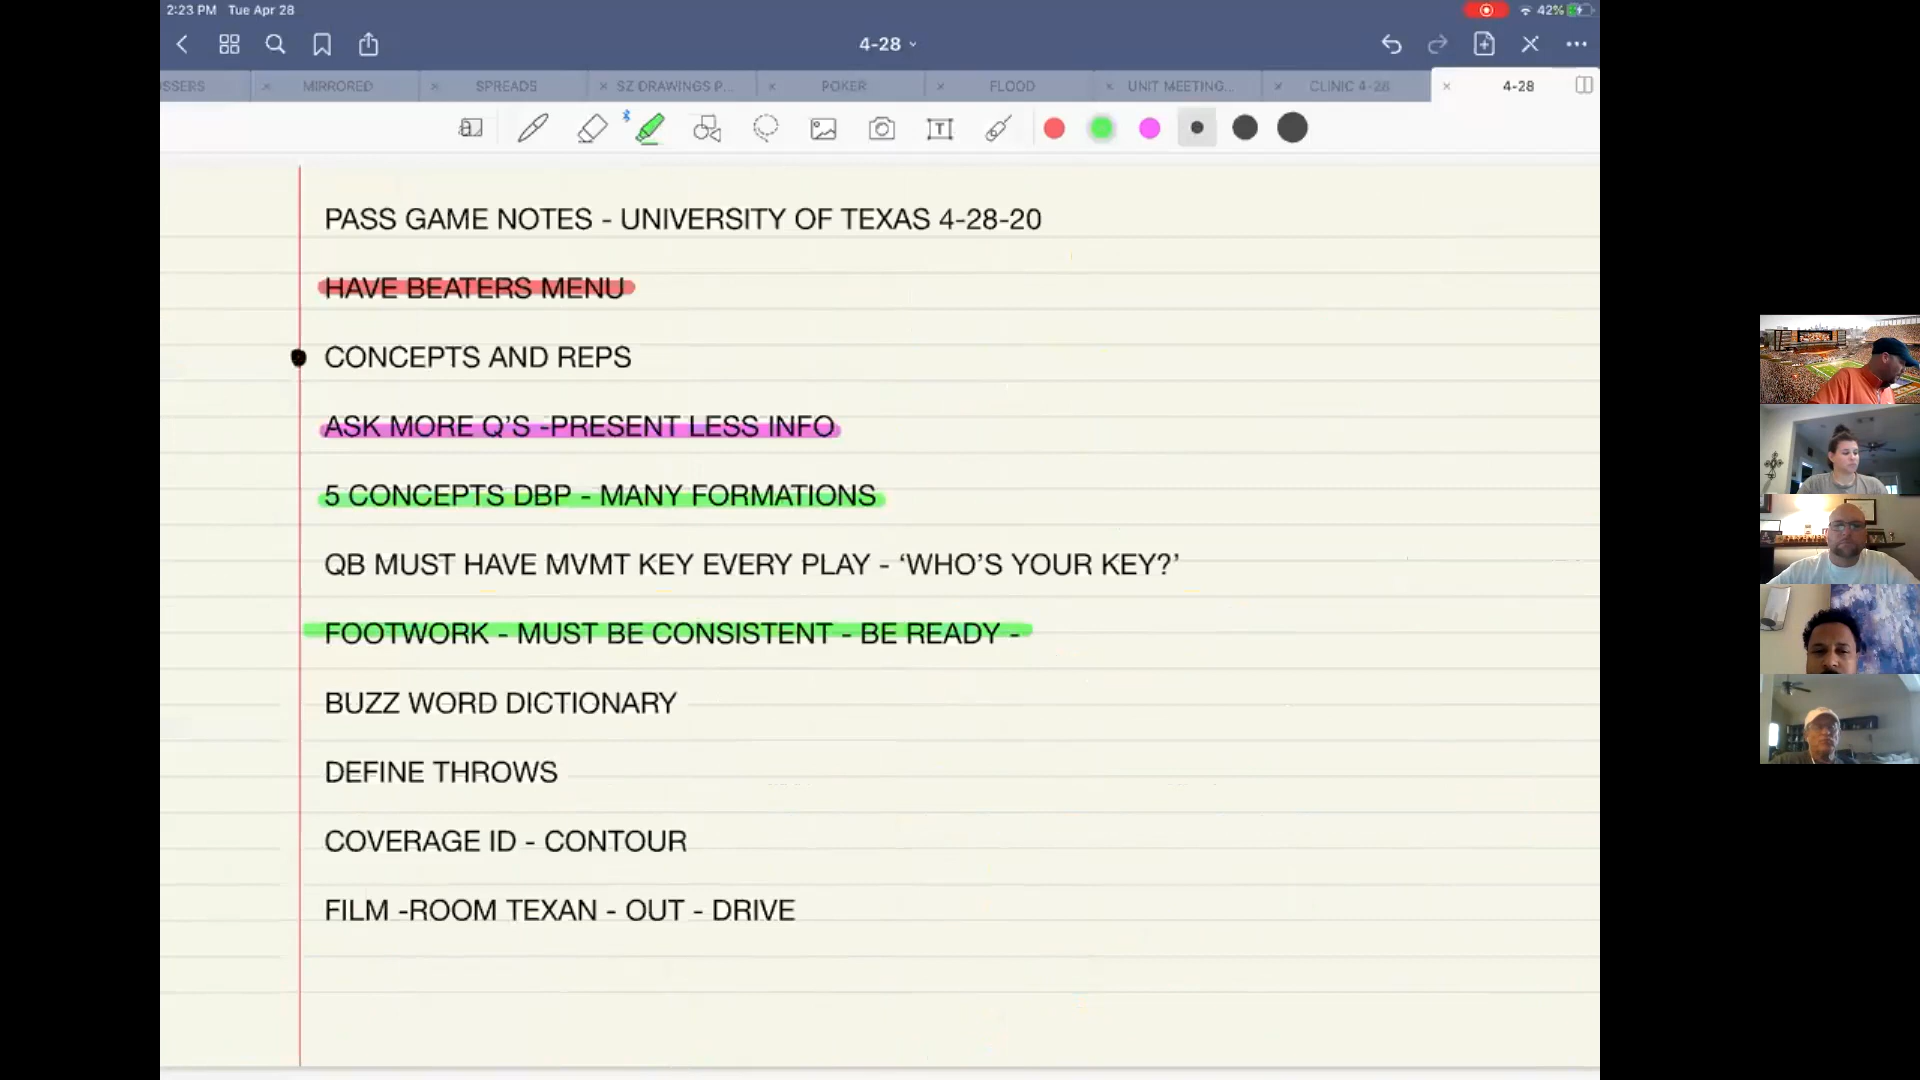 2:23 PM Tue Apr 28
42%
4-28
SSERS
MIRRORED
SPREADS
SZ DRAWINGS P...
POKER
FLOOD
UNIT MEETING...
CLINIC 4-28
4-28
PASS GAME NOTES - UNIVERSITY OF TEXAS 4-28-20
HAVE BEATERS MENU
CONCEPTS AND REPS
ASK MORE Q'S -PRESENT LESS INFO
5 CONCEPTS DBP - MANY FORMATIONS
QB MUST HAVE MVMT KEY EVERY PLAY - ‘WHO’S YOUR KEY?’
FOOTWORK - MUST BE CONSISTENT - BE READY -
BUZZ WORD DICTIONARY
DEFINE THROWS
COVERAGE ID - CONTOUR
FILM -ROOM TEXAN - OUT - DRIVE